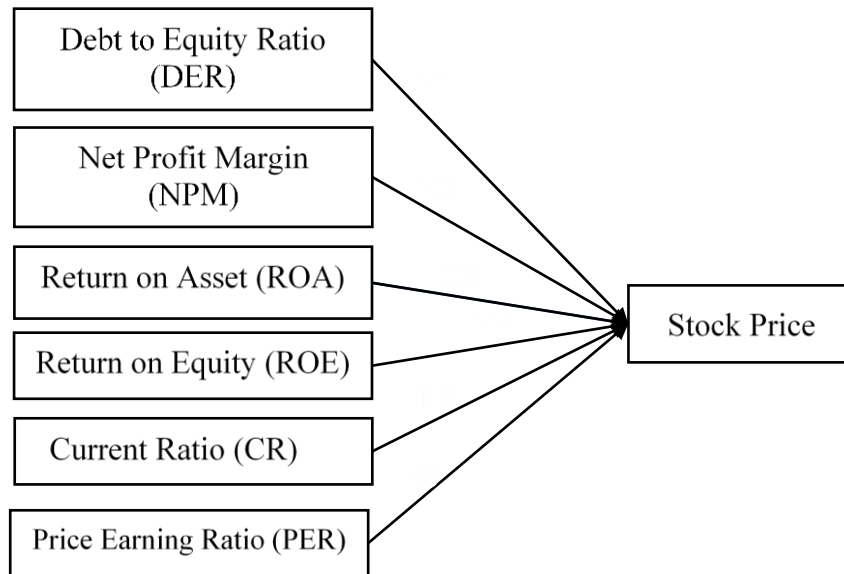 Debt to Equity Ratio
(DER)
Net Profit Margin
(NPM)
Return on Asset (ROA)
Return on Equity (ROE)
Current Ratio (CR)
Price Earning Ratio (PER)
Stock Price